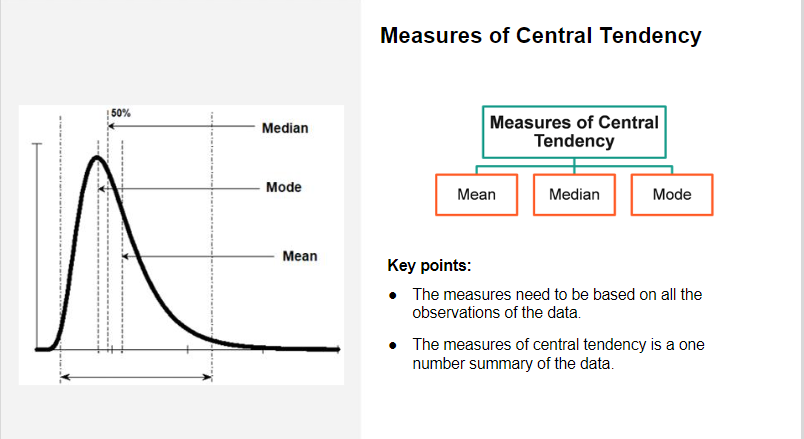 Measures of Central Tendency
50%
Median
Mode
Mean
Measures of Central
Tendency
Mean
Median
Mode
Key points:
● The measures need to be based on all the
observations of the data.
● The measures of central tendency is a one
number summary of the data.